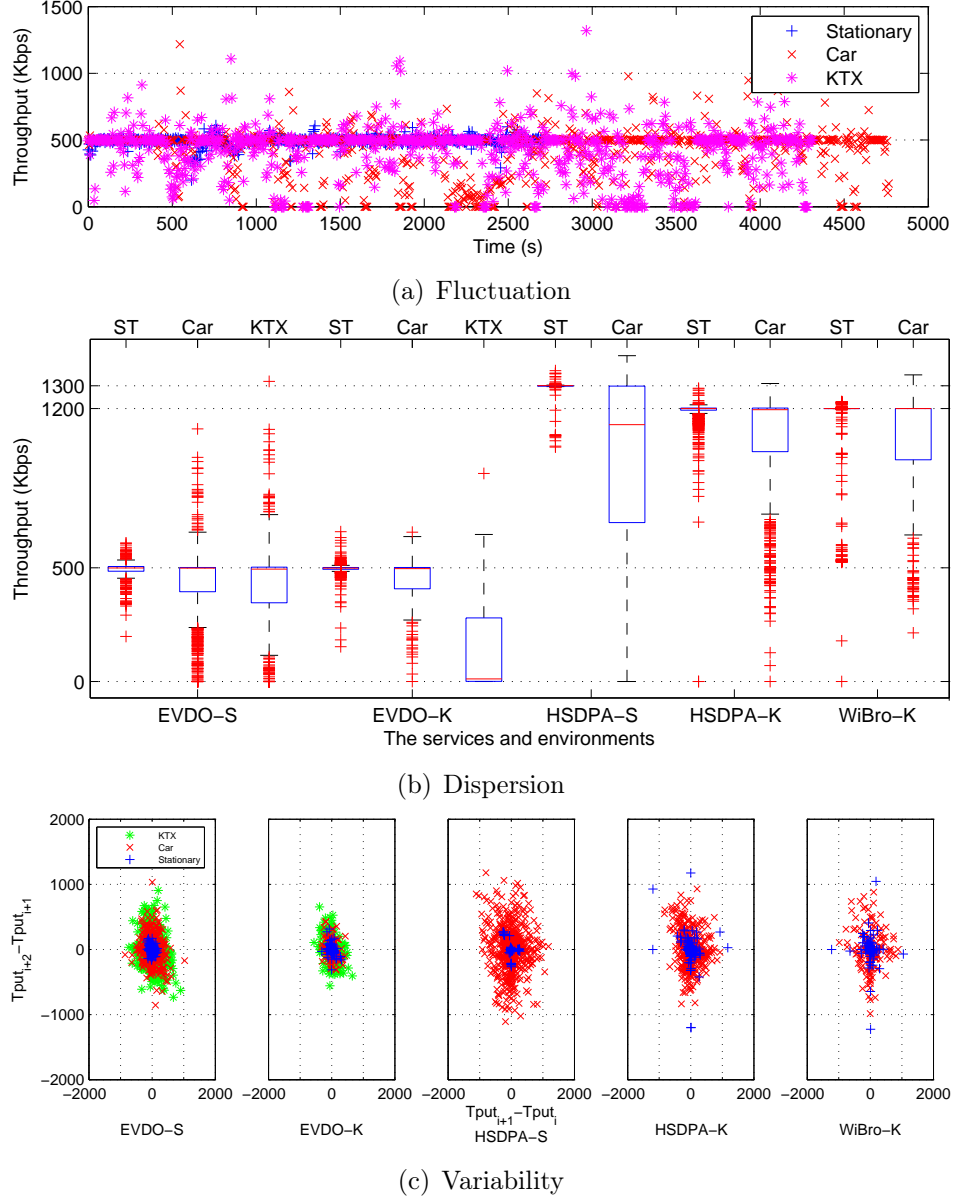 1500
1000
500
0
Throughput (Kbps)
Stationary
Car
KTX
0 500 1000 1500 2000 2500 3000 3500 4000 4500 5000
Time (s)
(a) Fluctuation
ST Car KTX ST Car KTX ST Car ST Car ST Car
1300
1200
500
0
Throughput (Kbps)
EVDO−S EVDO−K HSDPA−S HSDPA−K WiBro−K
The services and environments
(b) Dispersion
2000
1000
0
−1000
−2000
Tput_{i+2}−Tput_{i+1}
KTX
Car
Stationary
−2000 0 2000 −2000 0 2000 −2000 0 2000 −2000 0 2000 −2000 0 2000
Tput_{i+1}−Tput_i
EVDO−S EVDO−K HSDPA−S HSDPA−K WiBro−K
(c) Variability